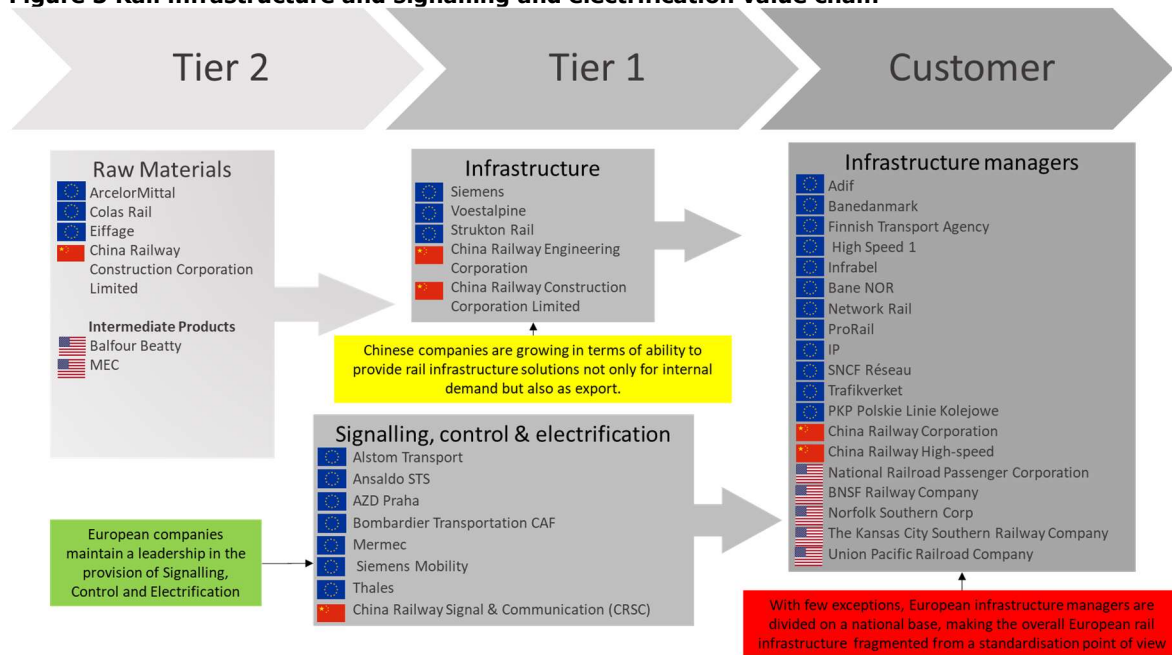 Figure 3 Rail infrastructure and signalling and electrification value chain
Tier 2
Tier 1
Customer
Raw Materials
ArcelorMittal
Colas Rail
Eiffage
China Railway
Construction Corporation
Limited
Intermediate Products
Balfour Beatty
MEC
Infrastructure
Siemens
Voestalpine
Strukton Rail
China Railway Engineering
Corporation
China Railway Construction
Corporation Limited
Chinese companies are growing in terms of ability to
provide rail infrastructure solutions not only for internal
demand but also as export.
Signalling, control & electrification
Alstom Transport
Ansaldo STS
AZD Praha
Bombardier Transportation CAF
Mermec
Siemens Mobility
Thales
China Railway Signal & Communication (CRSC)
European companies
maintain a leadership in the
provision of Signalling,
Control and Electrification
Infrastructure managers
Adif
Banedanmark
Finnish Transport Agency
High Speed 1
Infrabel
Bane NOR
Network Rail
ProRail
IP
SNCF Réseau
Trafikverket
PKP Polskie Linie Kolejowe
China Railway Corporation
China Railway High-speed
National Railroad Passenger Corporation
BNSF Railway Company
Norfolk Southern Corp
The Kansas City Southern Railway Company
Union Pacific Railroad Company
With few exceptions, European infrastructure managers are
divided on a national base, making the overall European rail
infrastructure fragmented from a standardisation point of view